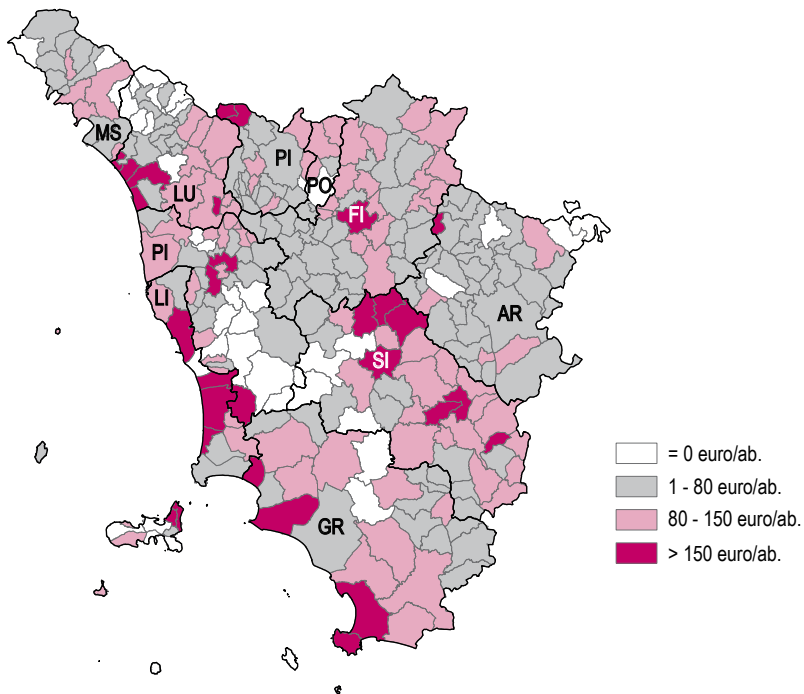 MS
PI
PO
LU
FI
PI
LI
AR
SI
GR
= 0 euro/ab.
1 - 80 euro/ab.
80 - 150 euro/ab.
> 150 euro/ab.